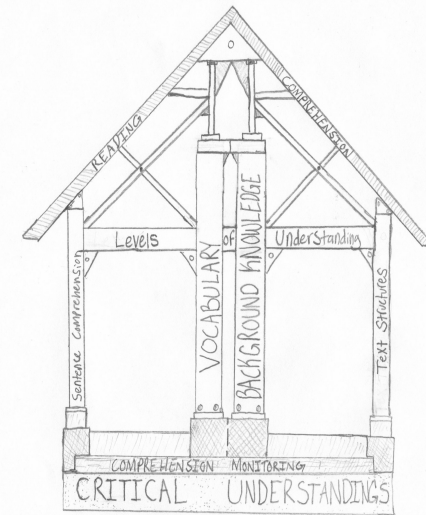 READING
COMPREHENSION
Levels of Understanding
Sentence Comprehension
VOCABULARY
BACKGROUND KNOWLEDGE
Text Structures
COMPREHENSION MONITORING
CRITICAL UNDERSTANDINGS